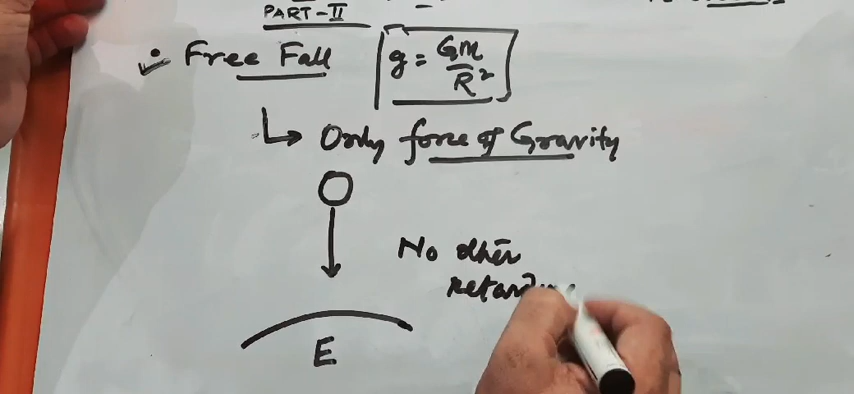 PART-II
Free Fall g = GM/R²
Only force of Gravity
No other
E